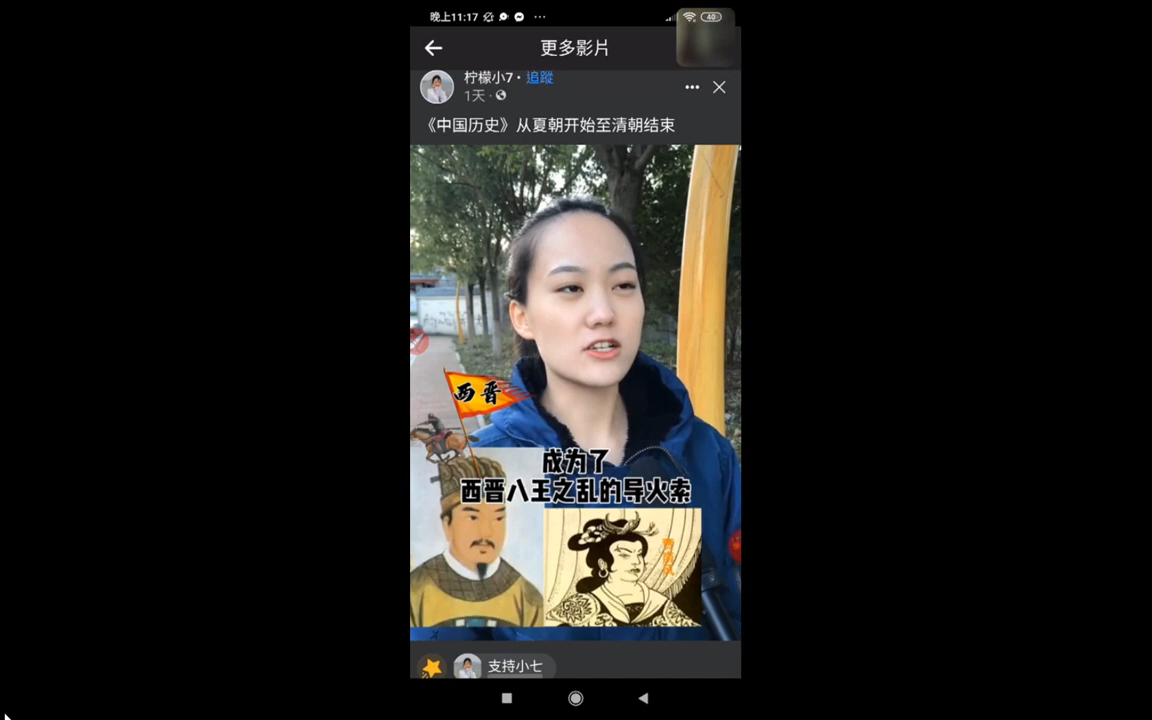 晚上11:17
40
更多影片
柠檬小7 · 追蹤
1天 ·
《中国历史》从夏朝开始至清朝结束
西晋
成为了
西晋八王之乱的导火索
支持小七